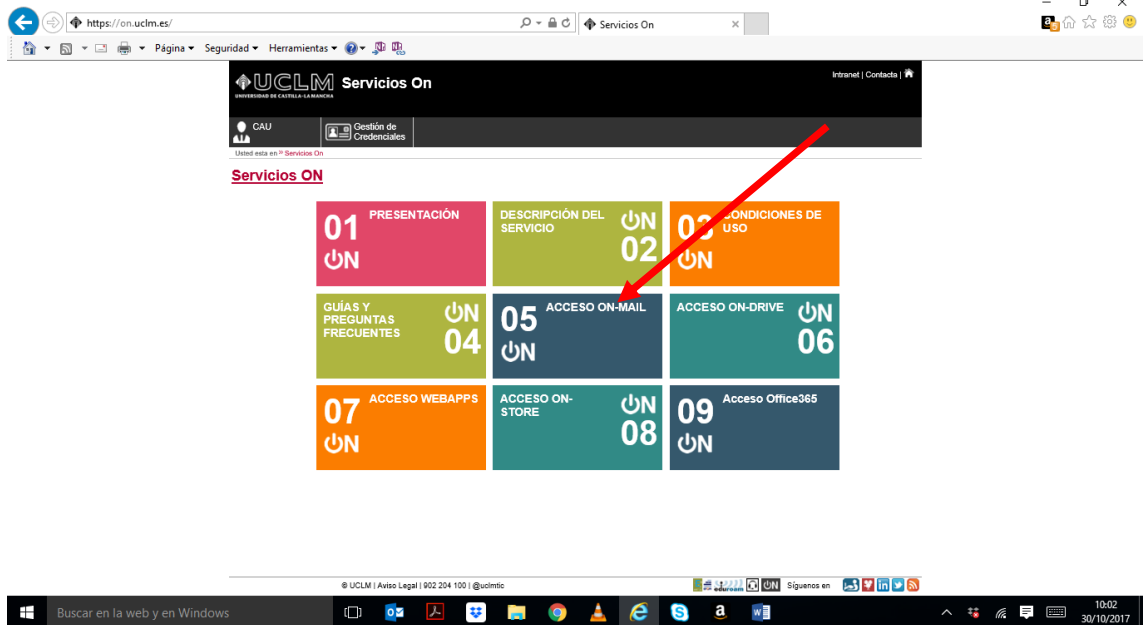 https://on.uclm.es/
Servicios On
Página Seguridad Herramientas
UCLM Servicios On
UNIVERSIDAD DE CASTILLA-LA MANCHA
Intranet | Contacta |
CAU
Gestión de
Credenciales
Usted esta en » Servicios On
Servicios ON
01 PRESENTACIÓN
ON
DESCRIPCIÓN DEL
SERVICIO
ON
02
03 CONDICIONES DE
USO
ON
GUÍAS Y
PREGUNTAS
FRECUENTES
ON
04
05 ACCESO ON-MAIL
ON
ACCESO ON-DRIVE
ON
06
07 ACCESO WEBAPPS
ON
ACCESO ON-
STORE
ON
08
09 Acceso Office365
ON
© UCLM | Aviso Legal | 902 204 100 | @uclmtic
eduroam ON Síguenos en
Buscar en la web y en Windows
10:02
30/10/2017